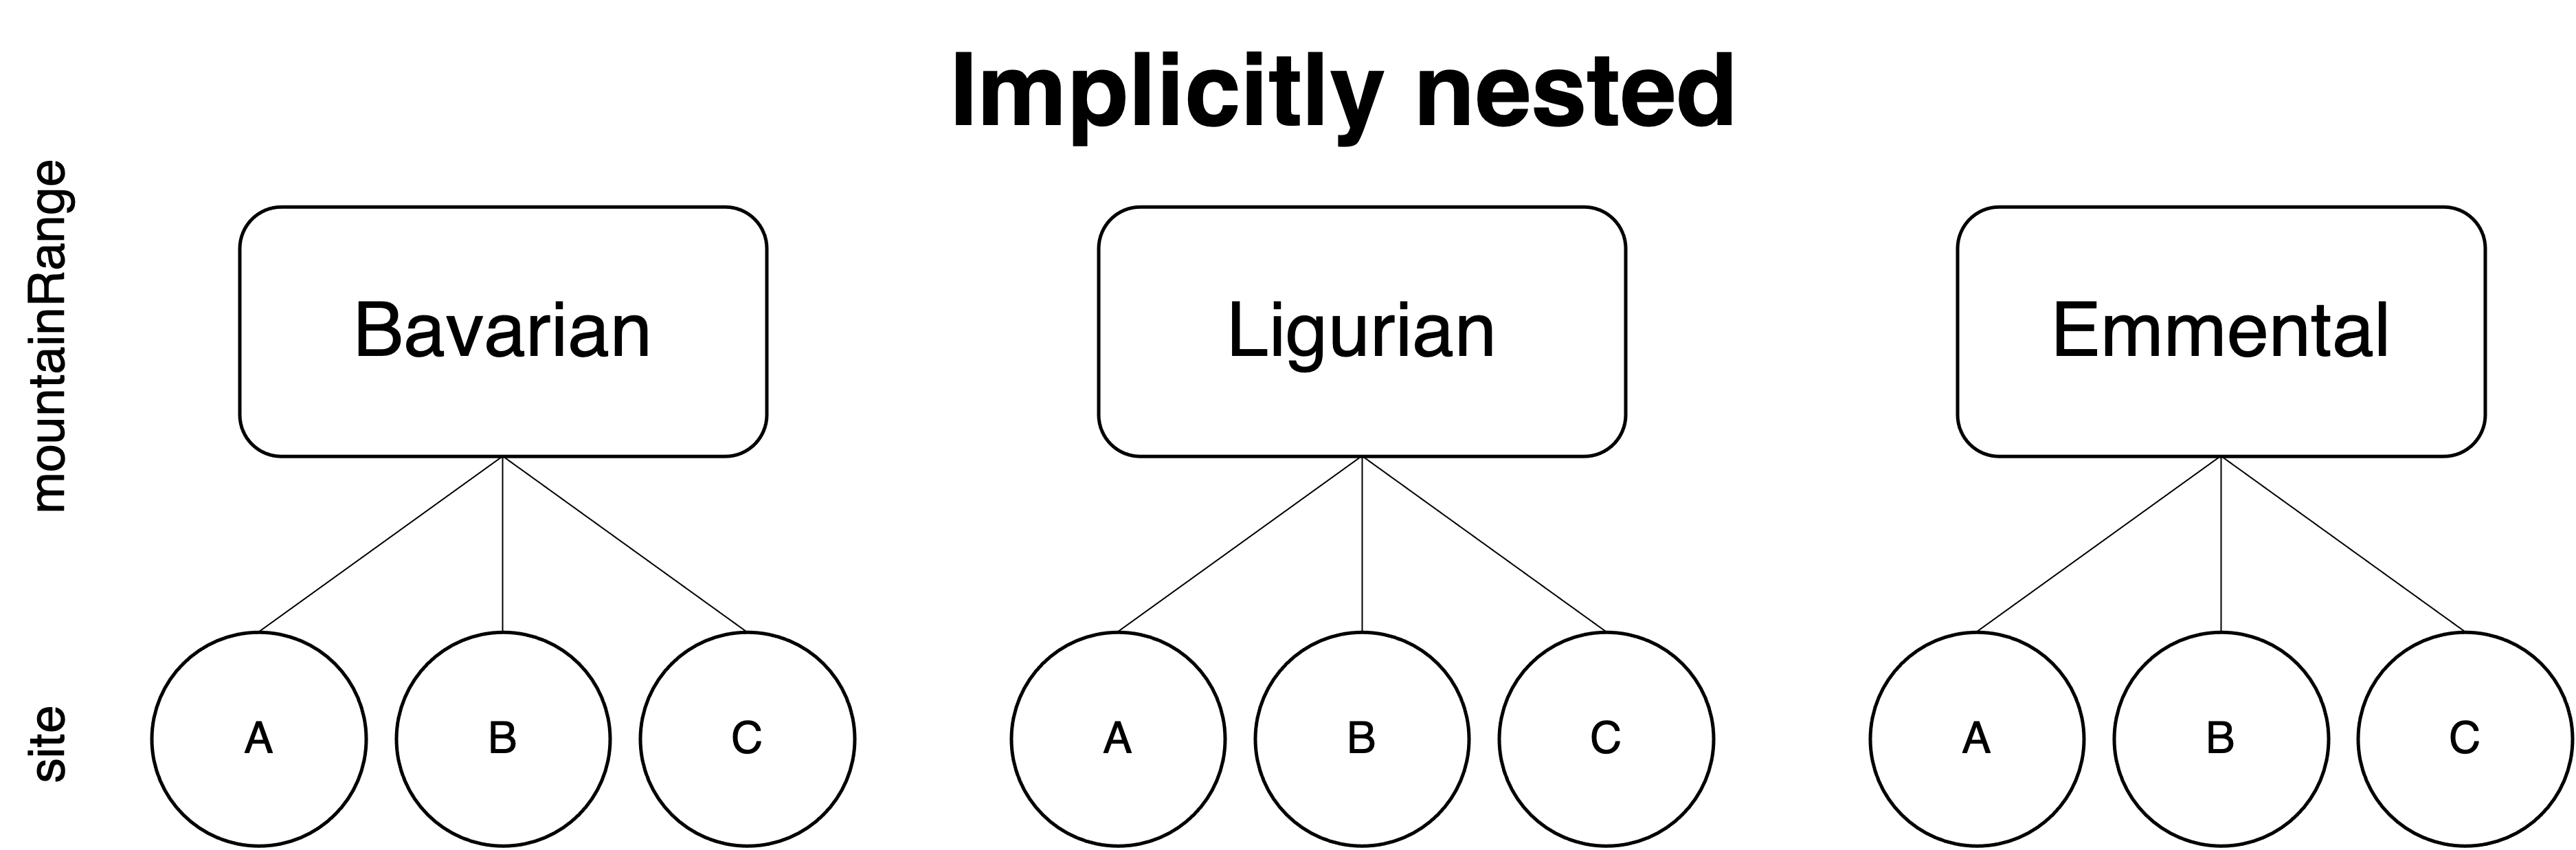 Implicitly nested
mountainRange
Bavarian
Ligurian
Emmental
site
A
B
C
A
B
C
A
B
C